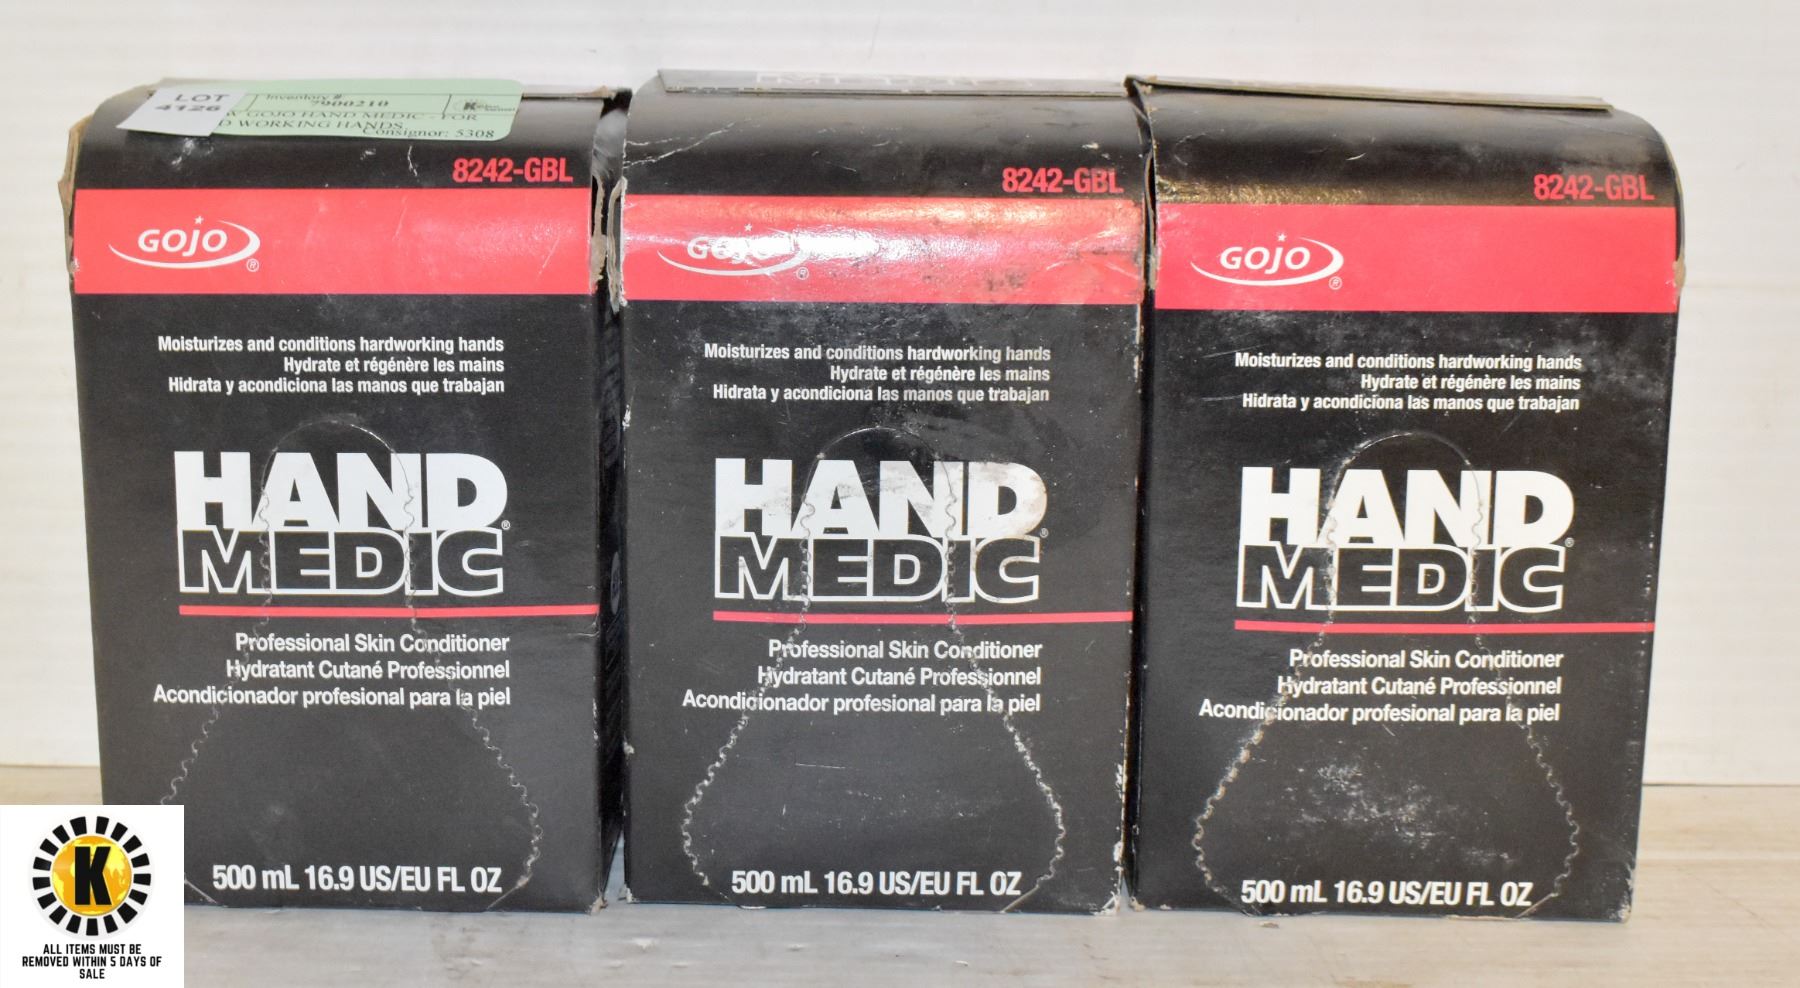 LOT
4126
Inventory #:
7900210
GOJO HAND MEDIC - FOR
WORKING HANDS
Consignor: 5308
8242-GBL
GOJO
®
Moisturizes and conditions hardworking hands
Hydrate et régénère les mains
Hidrata y acondiciona las manos que trabajan
HAND
MEDIC®
Professional Skin Conditioner
Hydratant Cutané Professionnel
Acondicionador profesional para la piel
500 mL 16.9 US/EU FL OZ
8242-GBL
GOJO
®
Moisturizes and conditions hardworking hands
Hydrate et régénère les mains
Hidrata y acondiciona las manos que trabajan
HAND
MEDIC®
Professional Skin Conditioner
Hydratant Cutané Professionnel
Acondicionador profesional para la piel
500 mL 16.9 US/EU FL OZ
8242-GBL
GOJO
®
Moisturizes and conditions hardworking hands
Hydrate et régénère les mains
Hidrata y acondiciona las manos que trabajan
HAND
MEDIC®
Professional Skin Conditioner
Hydratant Cutané Professionnel
Acondicionador profesional para la piel
500 mL 16.9 US/EU FL OZ
K
ALL ITEMS MUST BE
REMOVED WITHIN 5 DAYS OF
SALE